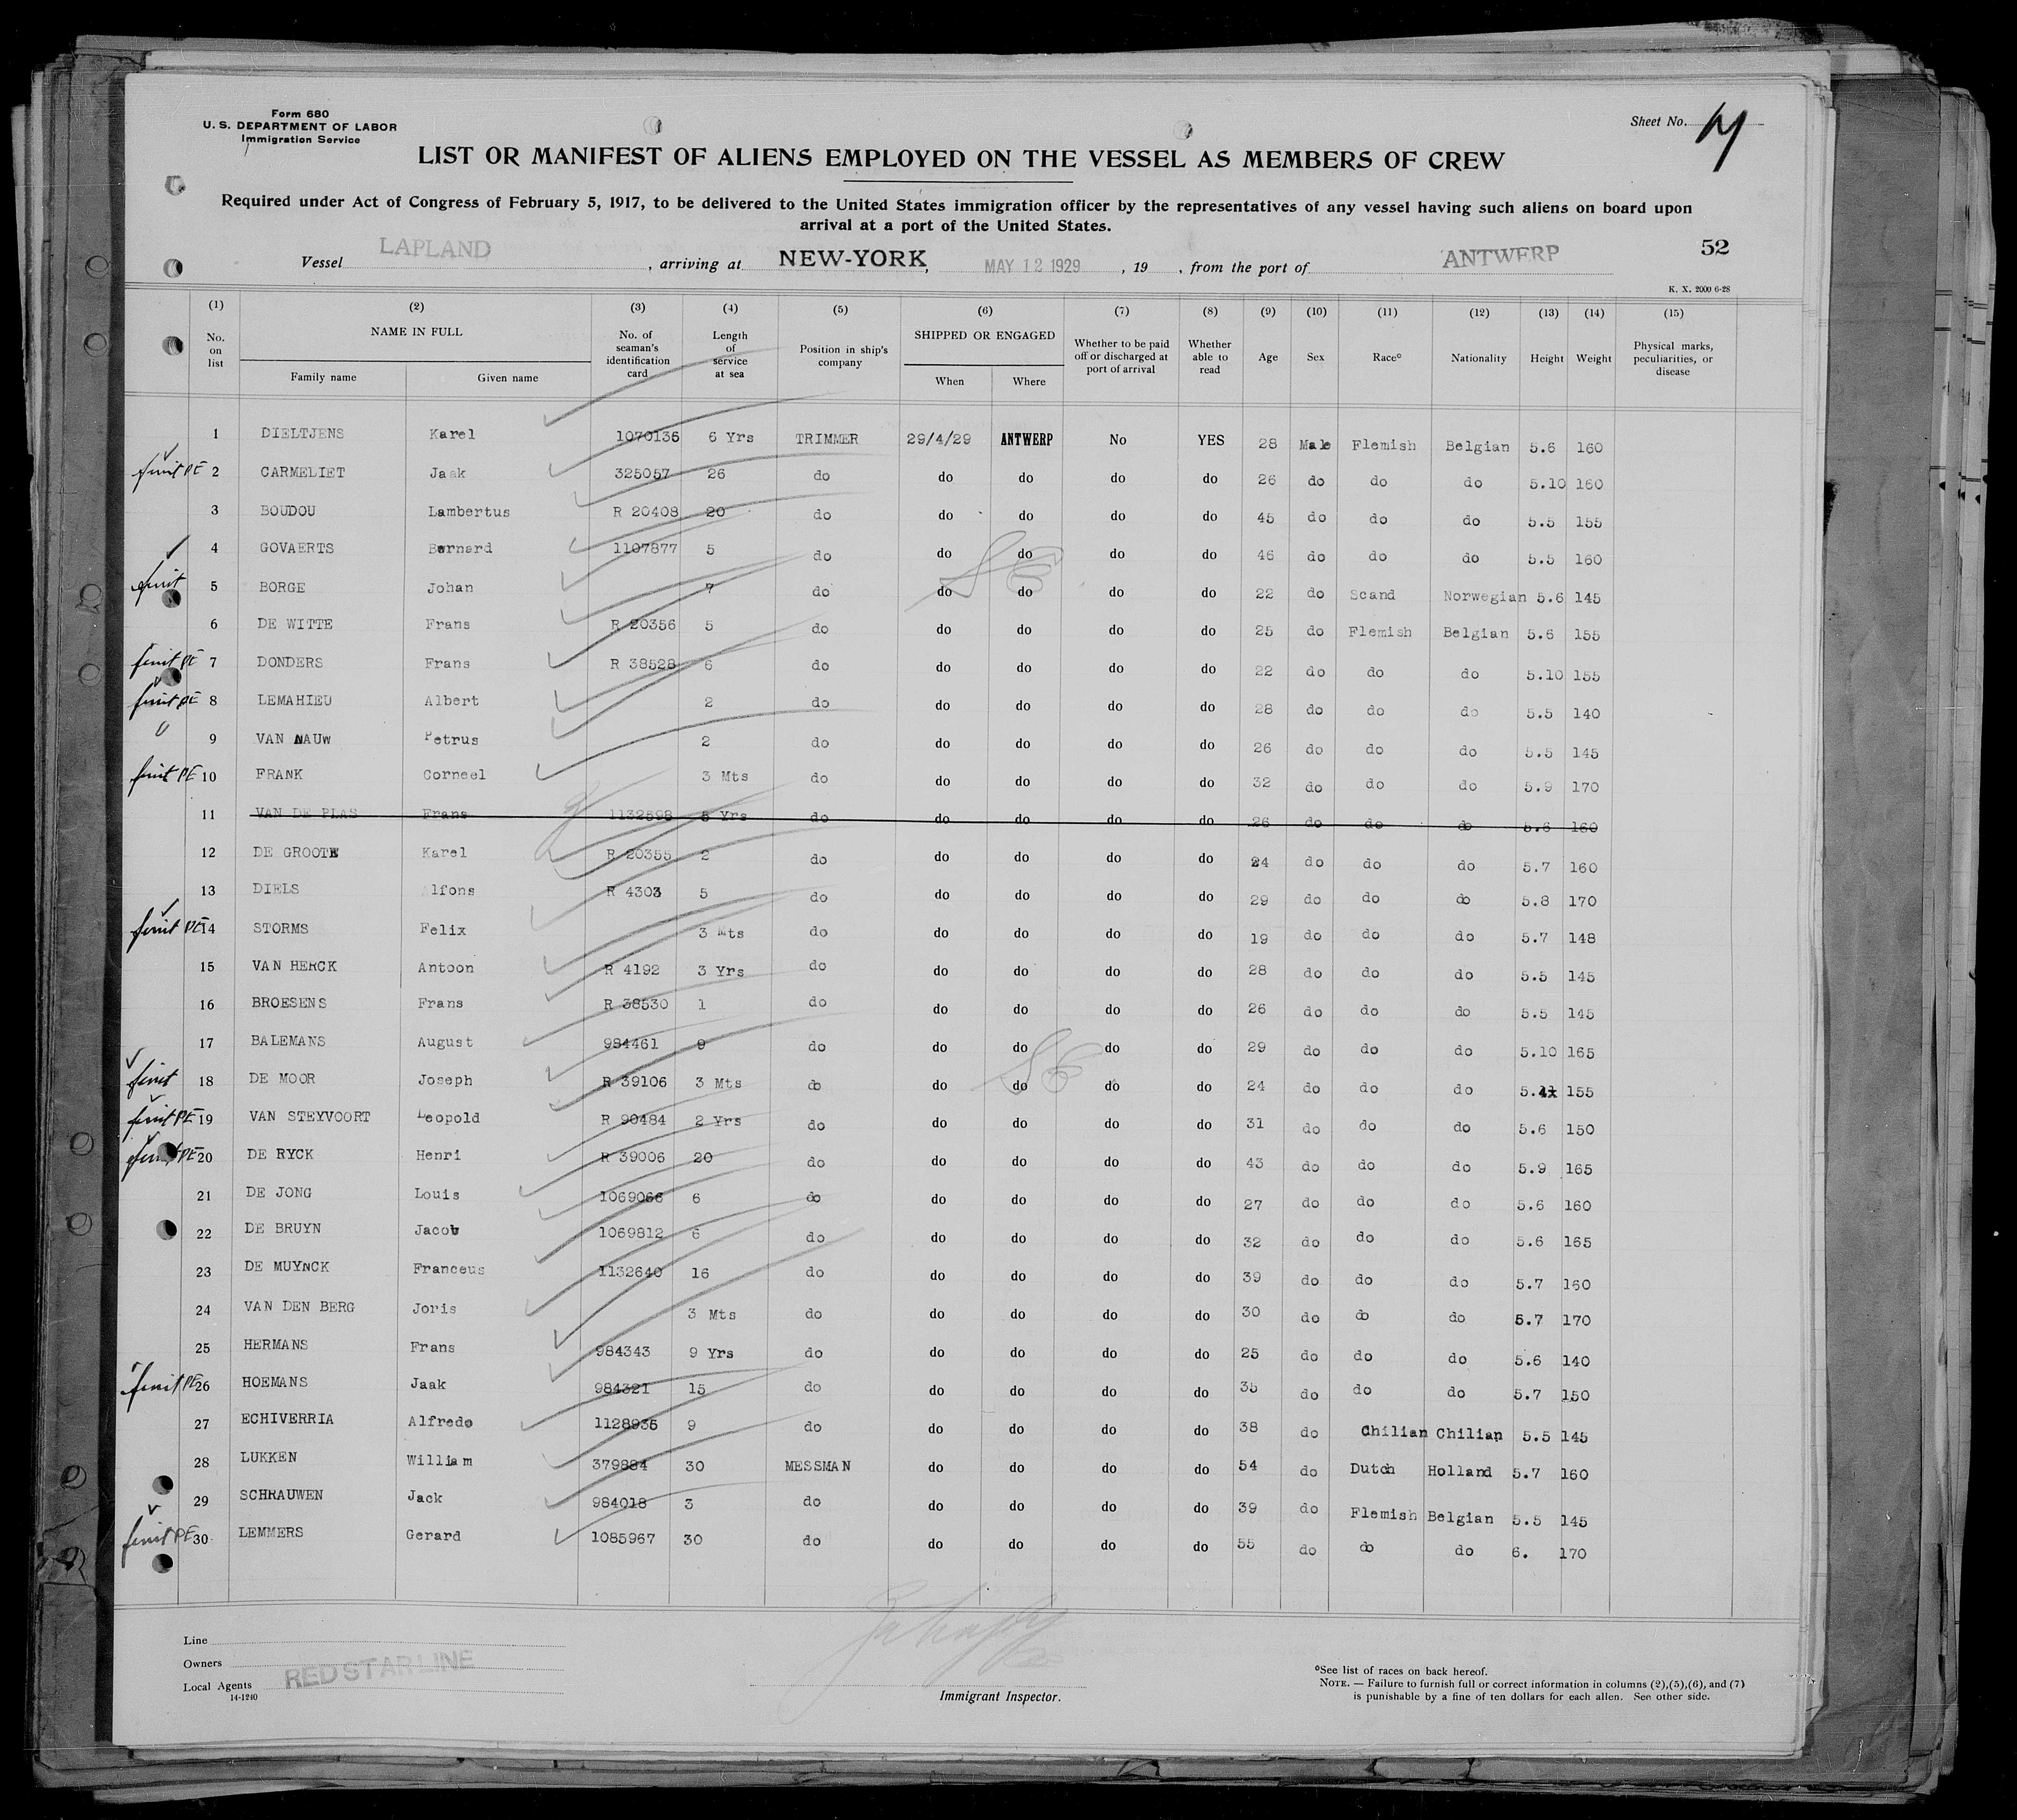 Form 680
U. S. DEPARTMENT OF LABOR
Immigration Service
Sheet No.
LIST OR MANIFEST OF ALIENS EMPLOYED ON THE VESSEL AS MEMBERS OF CREW
Required under Act of Congress of February 5, 1917, to be delivered to the United States immigration officer by the representatives of any vessel having such aliens on board upon
arrival at a port of the United States.
52
Vessel LAPLAND, arriving at NEW-YORK, MAY 12 1929, 19 , from the port of ANTWERP
K. X. 2000 6-28
(1) (2) (3) (4) (5) (6) (7) (8) (9) (10) (11) (12) (13) (14) (15)
No. on list NAME IN FULL Family name Given name No. of seaman's identification card Length of service at sea Position in ship's company SHIPPED OR ENGAGED When Where Whether to be paid off or discharged at port of arrival Whether able to read Age Sex Race° Nationality Height Weight Physical marks, peculiarities, or disease
1 DIELTJENS Karel 1070135 6 Yrs TRIMMER 29/4/29 ANTWERP No YES 28 Male Flemish Belgian 5.6 160
2 CARMELIET Jaak 325057 26 do do do do do 26 do do do 5.10 160
3 BOUDOU Lambertus R 20408 20 do do do do do 45 do do do 5.5 155
4 GOVAERTS Bernard 1107877 5 do do do do do 46 do do do 5.5 160
5 BORGE Johan 7 do do do do do 22 do Scand Norwegian 5.6 145
6 DE WITTE Frans R 20356 5 do do do do do 25 do Flemish Belgian 5.6 155
7 DONDERS Frans R 38528 6 do do do do do 22 do do do 5.10 155
8 LEMAHIEU Albert 2 do do do do do 28 do do do 5.5 140
9 VAN NAUW Petrus 2 do do do do do 26 do do do 5.5 145
10 FRANK Corneel 3 Mts do do do do do 32 do do do 5.9 170
11 VAN DE PLAS Frans 1132598 5 Yrs do do do do do 26 do do do 5.6 160
12 DE GROOTE Karel R 20355 2 do do do do do 24 do do do 5.7 160
13 DIELS Alfons R 4303 5 do do do do do 29 do do do 5.8 170
14 STORMS Felix 3 Mts do do do do do 19 do do do 5.7 148
15 VAN HERCK Antoon R 4192 3 Yrs do do do do do 28 do do do 5.5 145
16 BROESENS Frans R 38530 1 do do do do do 26 do do do 5.5 145
17 BALEMANS August 984461 9 do do do do do 29 do do do 5.10 165
18 DE MOOR Joseph R 39106 3 Mts do do do do do 24 do do do 155
19 VAN STEYVOORT Leopold R 90484 2 Yrs do do do do do 31 do do do 5.6 150
20 DE RYCK Henri R 39006 20 do do do do do 43 do do do 5.9 165
21 DE JONG Louis 1069066 6 do do do do do 27 do do do 5.6 160
22 DE BRUYN Jacob 1069812 6 do do do do do 32 do do do 5.6 165
23 DE MUYNCK Franceus 1132640 16 do do do do do 39 do do do 5.7 160
24 VAN DEN BERG Joris 3 Mts do do do do do 30 do do do 5.7 170
25 HERMANS Frans 984343 9 Yrs do do do do do 25 do do do 5.6 140
26 HOEMANS Jaak 984321 15 do do do do do 35 do do do 5.7 150
27 ECHIVERRIA Alfredo 1128935 9 do do do do do 38 do Chilian Chilian 5.5 145
28 LUKKEN William 379884 30 MESSMAN do do do do 54 do Dutch Holland 5.7 160
29 SCHRAUWEN Jack 984018 3 do do do do do 39 do Flemish Belgian 5.5 145
30 LEMMERS Gerard 1085967 30 do do do do do 55 do do do 6. 170
Line
Owners RED STAR LINE
Local Agents
14-1240
Immigrant Inspector.
°See list of races on back hereof.
NOTE. — Failure to furnish full or correct information in columns (2),(5),(6), and (7)
is punishable by a fine of ten dollars for each alien. See other side.